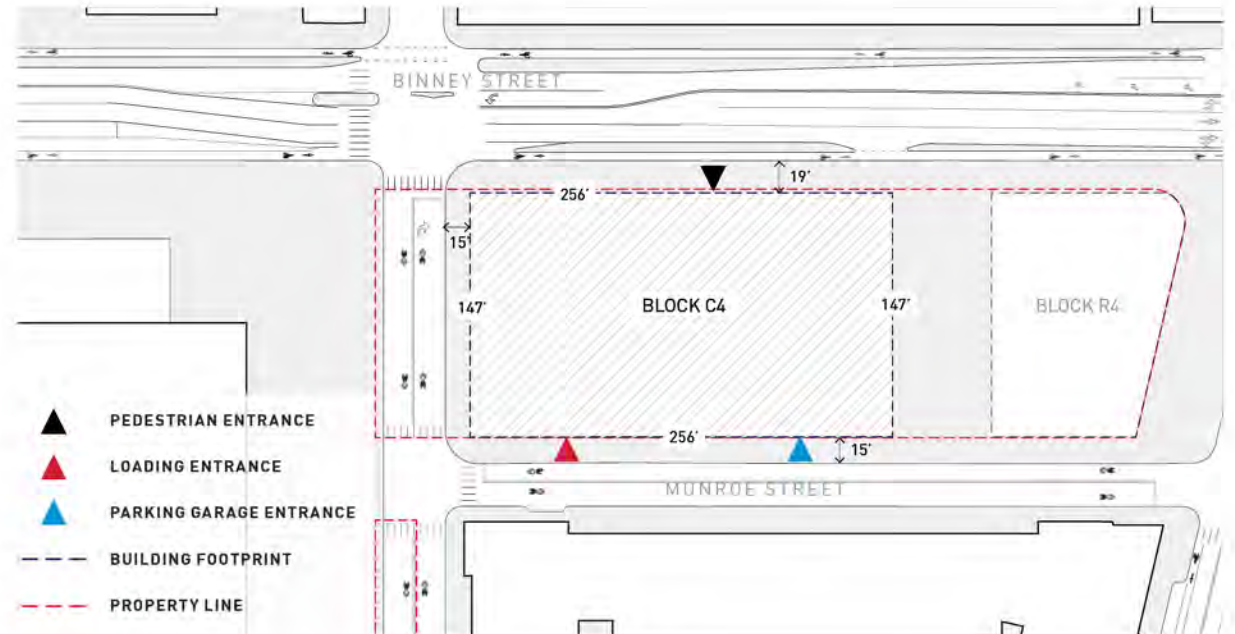 BINNEY STREET
19'
256'
15'
147'
BLOCK C4
147'
BLOCK R4
PEDESTRIAN ENTRANCE
256'
15'
LOADING ENTRANCE
MUNROE STREET
PARKING GARAGE ENTRANCE
BUILDING FOOTPRINT
PROPERTY LINE